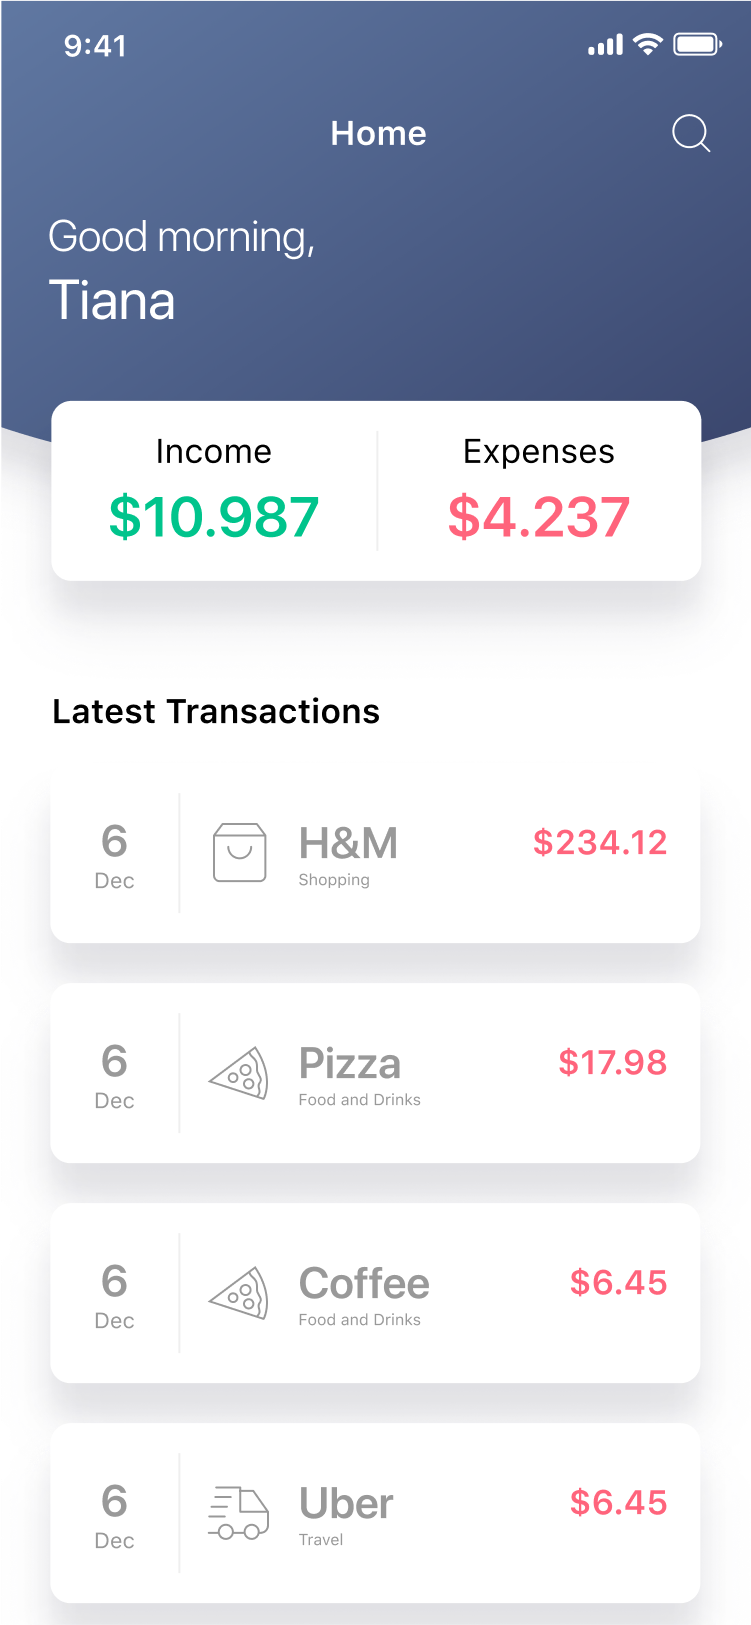 9:41
Home
Good morning,
Tiana
Income
$10.987
Expenses
$4.237
Latest Transactions
6
Dec
H&M
Shopping
$234.12
6
Dec
Pizza
Food and Drinks
$17.98
6
Dec
Coffee
Food and Drinks
$6.45
6
Dec
Uber
Travel
$6.45